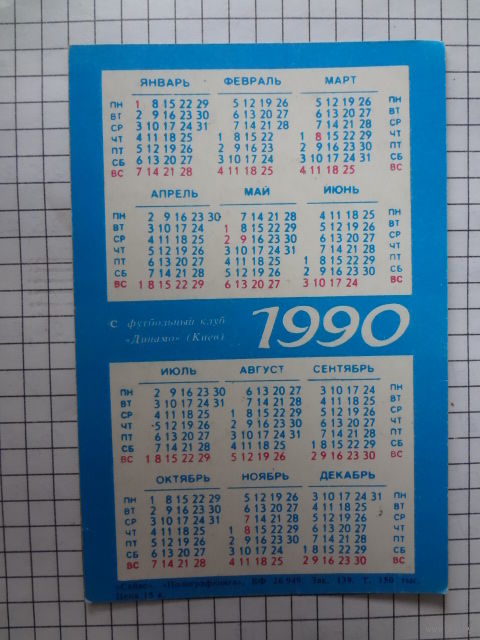 ЯНВАРЬ ФЕВРАЛЬ МАРТ
ПН 1 8 15 22 29 5 12 19 26 5 12 19 26 ПН
ВТ 2 9 16 23 30 6 13 20 27 6 13 20 27 ВТ
СР 3 10 17 24 31 7 14 21 28 7 14 21 28 СР
ЧТ 4 11 18 25 1 8 15 22 1 8 15 22 29 ЧТ
ПТ 5 12 19 26 2 9 16 23 2 9 16 23 30 ПТ
СБ 6 13 20 27 3 10 17 24 3 10 17 24 31 СБ
ВС 7 14 21 28 4 11 18 25 4 11 18 25 ВС
АПРЕЛЬ МАЙ ИЮНЬ
ПН 2 9 16 23 30 7 14 21 28 4 11 18 25 ПН
ВТ 3 10 17 24 1 8 15 22 29 5 12 19 26 ВТ
СР 4 11 18 25 2 9 16 23 30 6 13 20 27 СР
ЧТ 5 12 19 26 3 10 17 24 31 7 14 21 28 ЧТ
ПТ 6 13 20 27 4 11 18 25 1 8 15 22 29 ПТ
СБ 7 14 21 28 5 12 19 26 2 9 16 23 30 СБ
ВС 1 8 15 22 29 6 13 20 27 3 10 17 24 ВС
С футбольный клуб
«Динамо» (Киев)
1990
ИЮЛЬ АВГУСТ СЕНТЯБРЬ
ПН 2 9 16 23 30 6 13 20 27 3 10 17 24 ПН
ВТ 3 10 17 24 31 7 14 21 28 4 11 18 25 ВТ
СР 4 11 18 25 1 8 15 22 29 5 12 19 26 СР
ЧТ 5 12 19 26 2 9 16 23 30 6 13 20 27 ЧТ
ПТ 6 13 20 27 3 10 17 24 31 7 14 21 28 ПТ
СБ 7 14 21 28 4 11 18 25 1 8 15 22 29 СБ
ВС 1 8 15 22 29 5 12 19 26 2 9 16 23 30 ВС
ОКТЯБРЬ НОЯБРЬ ДЕКАБРЬ
ПН 1 8 15 22 29 5 12 19 26 3 10 17 24 31 ПН
ВТ 2 9 16 23 30 6 13 20 27 4 11 18 25 ВТ
СР 3 10 17 24 31 7 14 21 28 5 12 19 26 СР
ЧТ 4 11 18 25 1 8 15 22 29 6 13 20 27 ЧТ
ПТ 5 12 19 26 2 9 16 23 30 7 14 21 28 ПТ
СБ 6 13 20 27 3 10 17 24 1 8 15 22 29 СБ
ВС 7 14 21 28 4 11 18 25 2 9 16 23 30 ВС
«Полиграфкнига», БФ 26949. Зак. 139. Т. 150 тыс.
Цена 15 к.